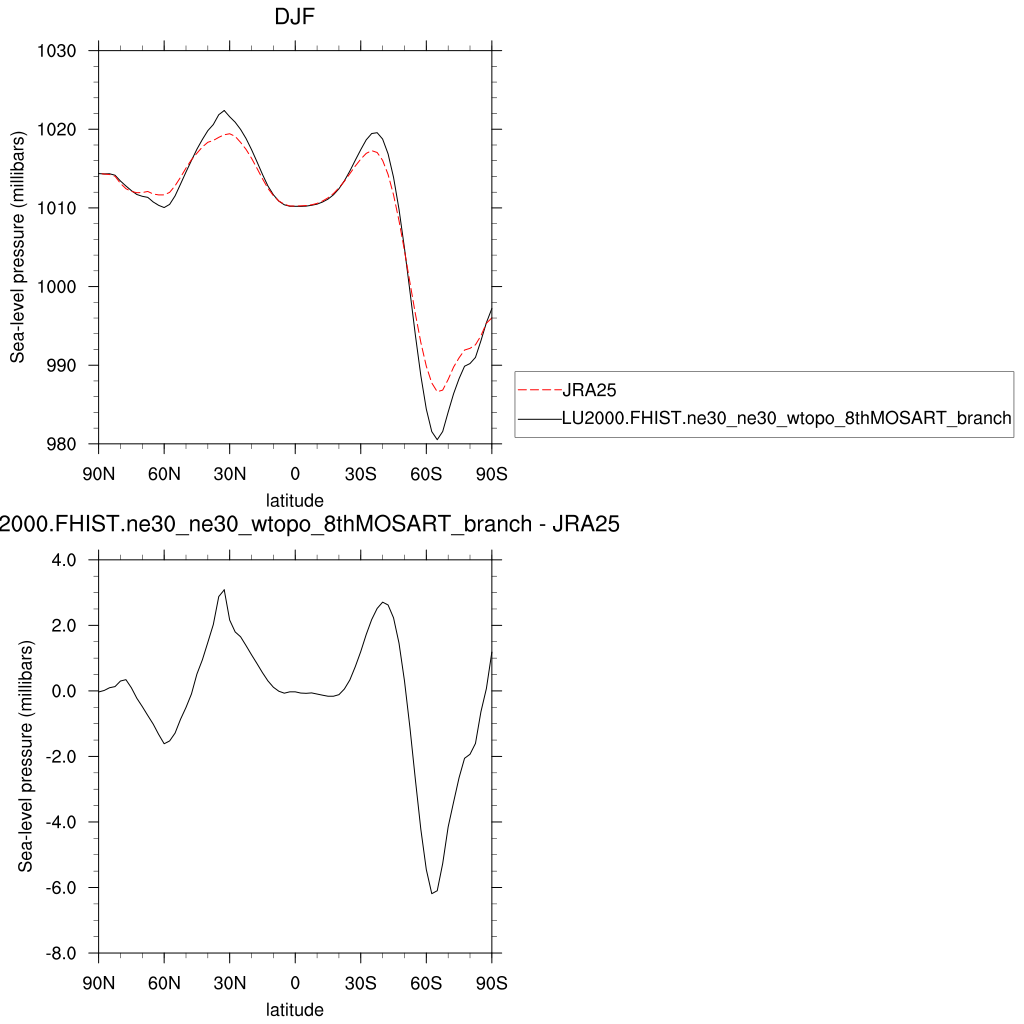 DJF
1030
1020
1010
1000
990
980
Sea-level pressure (millibars)
90N 60N 30N 0 30S 60S 90S
latitude
JRA25
LU2000.FHIST.ne30_ne30_wtopo_8thMOSART_branch
2000.FHIST.ne30_ne30_wtopo_8thMOSART_branch - JRA25
4.0
2.0
0.0
-2.0
-4.0
-6.0
-8.0
Sea-level pressure (millibars)
90N 60N 30N 0 30S 60S 90S
latitude